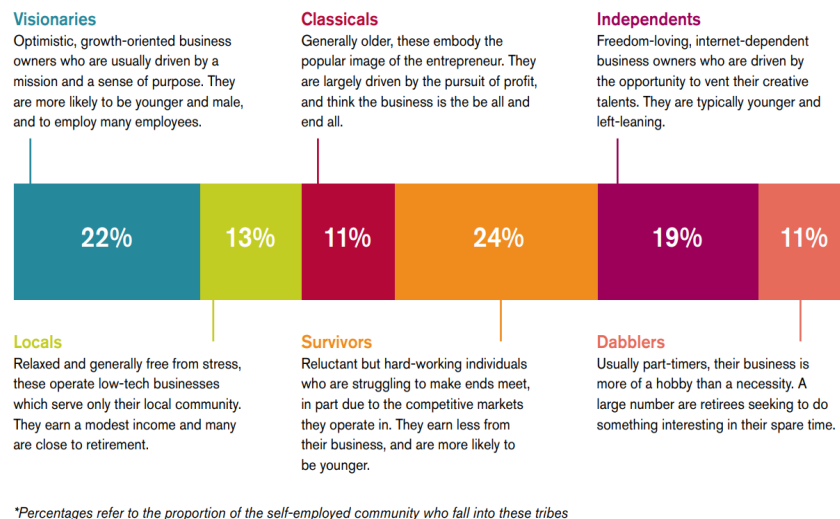 Visionaries
Optimistic, growth-oriented business
owners who are usually driven by a
mission and a sense of purpose. They
are more likely to be younger and male,
and to employ many employees.
Classicals
Generally older, these embody the
popular image of the entrepreneur. They
are largely driven by the pursuit of profit,
and think the business is the be all and
end all.
Independents
Freedom-loving, internet-dependent
business owners who are driven by
the opportunity to vent their creative
talents. They are typically younger and
left-leaning.
22%
13%
11%
24%
19%
11%
Locals
Relaxed and generally free from stress,
these operate low-tech businesses
which serve only their local community.
They earn a modest income and many
are close to retirement.
Survivors
Reluctant but hard-working individuals
who are struggling to make ends meet,
in part due to the competitive markets
they operate in. They earn less from
their business, and are more likely to
be younger.
Dabblers
Usually part-timers, their business is
more of a hobby than a necessity. A
large number are retirees seeking to do
something interesting in their spare time.
*Percentages refer to the proportion of the self-employed community who fall into these tribes